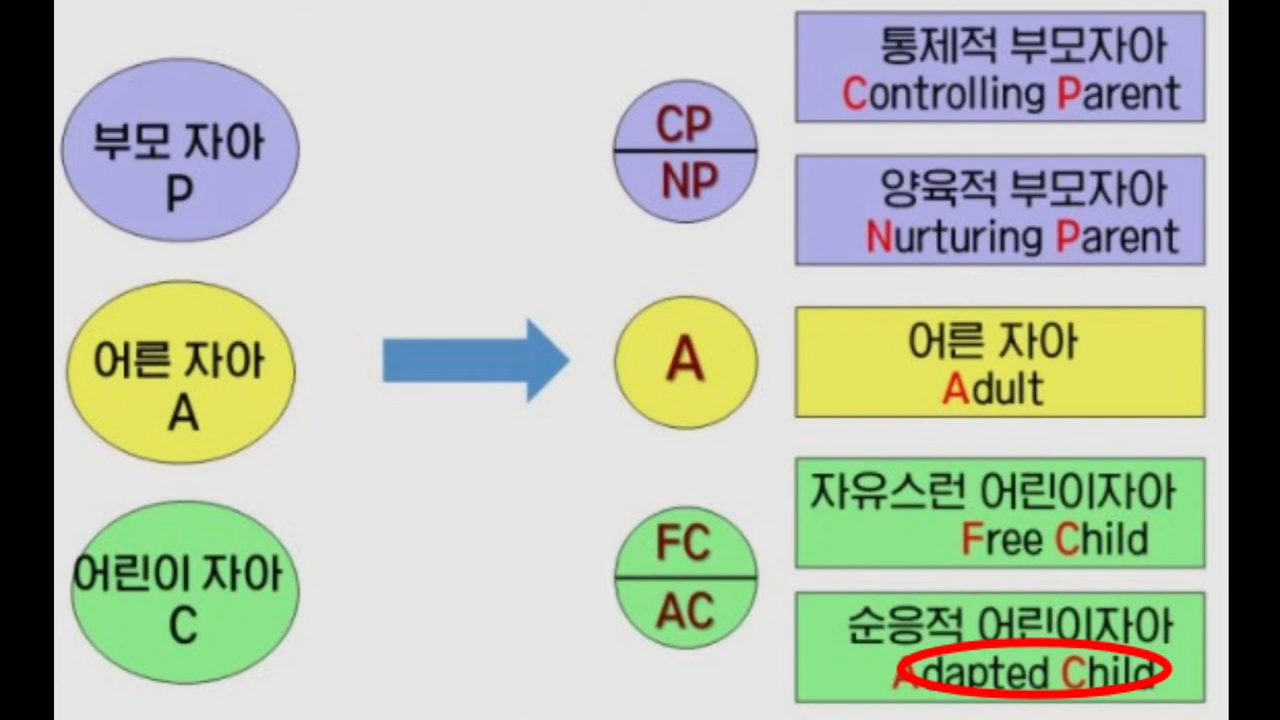 부모 자아
P
어른 자아
A
어린이 자아
C
CP
NP
A
FC
AC
통제적 부모자아
Controlling Parent
양육적 부모자아
Nurturing Parent
어른 자아
Adult
자유스런 어린이자아
Free Child
순응적 어린이자아
Adapted Child